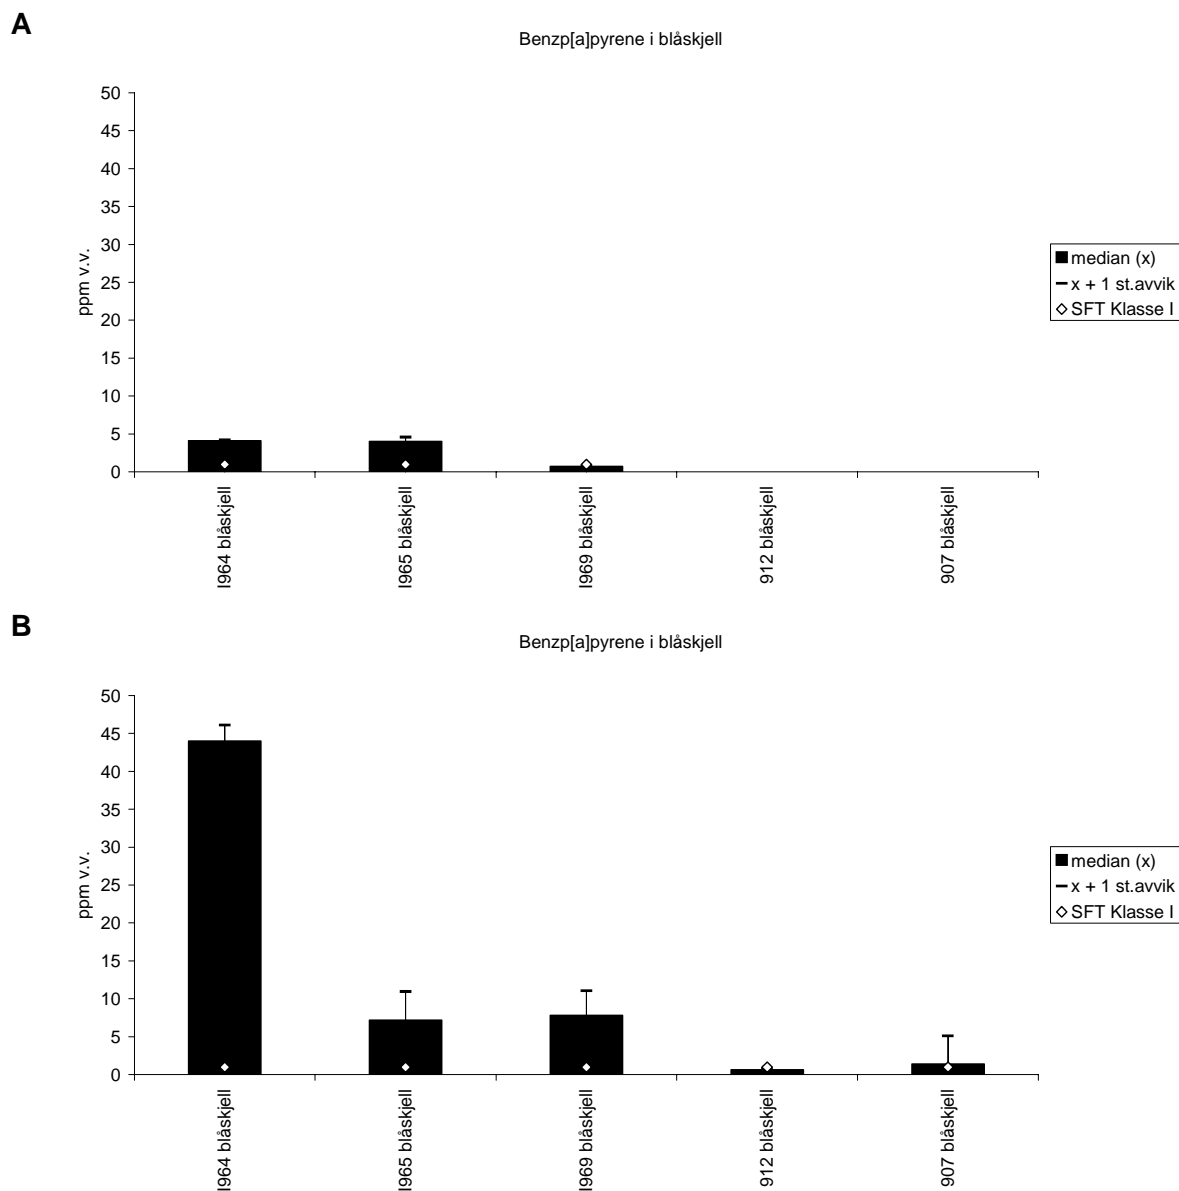 A
Benzp[a]pyrene i blåskjell
50
45
40
35
30
25
20
15
10
5
0
ppm v.v.
I964 blåskjell
I965 blåskjell
I969 blåskjell
912 blåskjell
907 blåskjell
median (x)
x + 1 st.avvik
SFT Klasse I
B
Benzp[a]pyrene i blåskjell
50
45
40
35
30
25
20
15
10
5
0
ppm v.v.
I964 blåskjell
I965 blåskjell
I969 blåskjell
912 blåskjell
907 blåskjell
median (x)
x + 1 st.avvik
SFT Klasse I